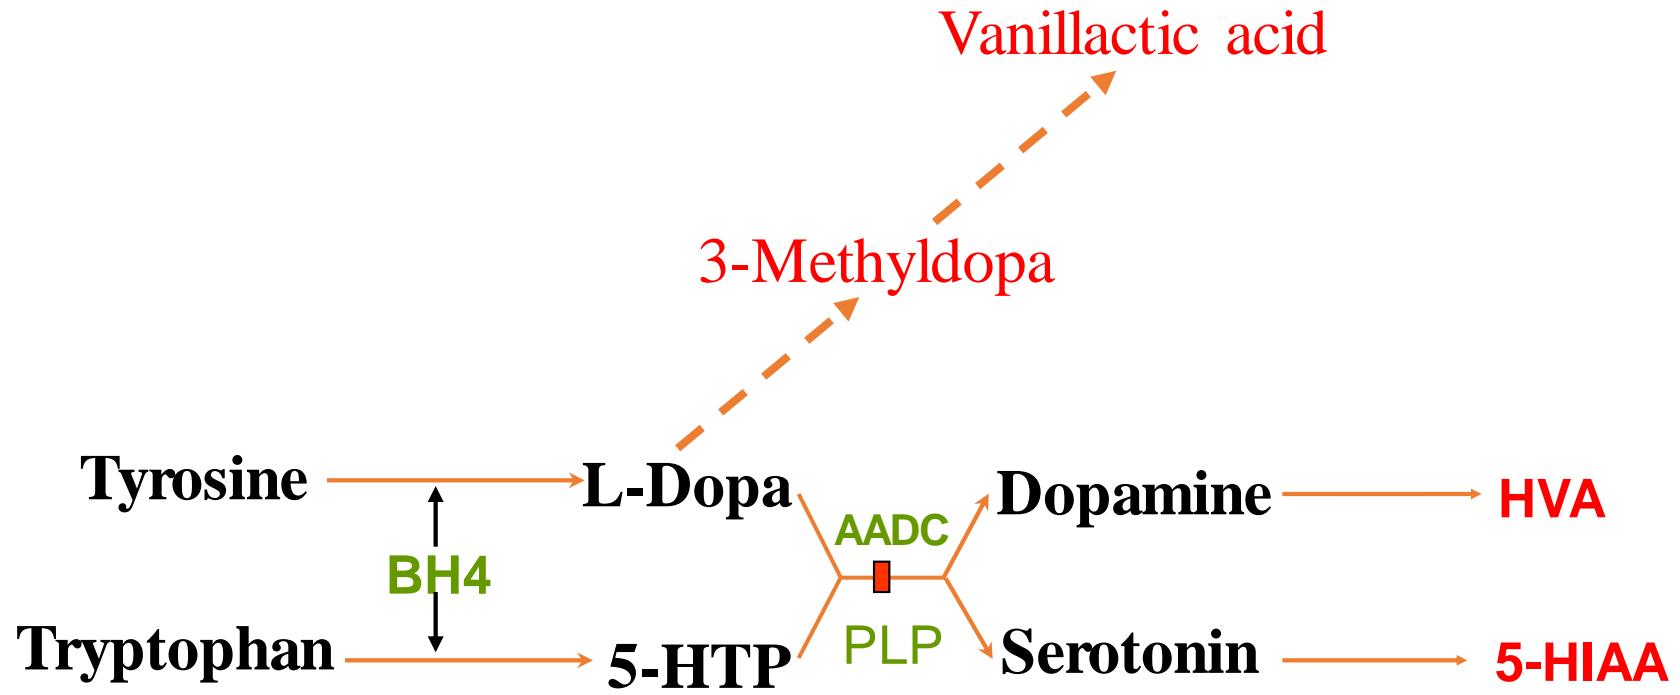 Vanillactic acid
3-Methyldopa
Tyrosine
L-Dopa
Dopamine
HVA
AADC
BH4
PLP
Tryptophan
5-HTP
Serotonin
5-HIAA